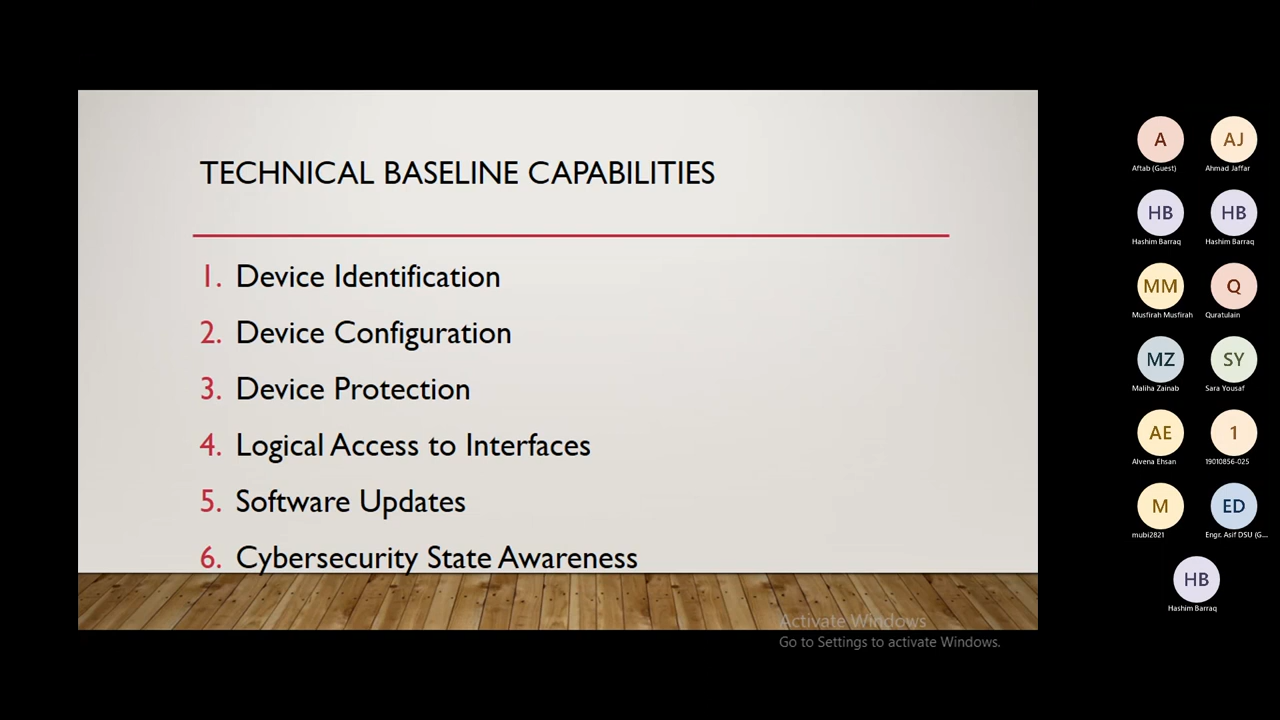 TECHNICAL BASELINE CAPABILITIES
1. Device Identification
2. Device Configuration
3. Device Protection
4. Logical Access to Interfaces
5. Software Updates
6. Cybersecurity State Awareness
Activate Windows
Go to Settings to activate Windows.
A AJ
Aftab (Guest) Ahmad Jaffar
HB HB
Hashim Barraq Hashim Barraq
MM Q
Musfirah Musfirah Quratulain
MZ SY
Maliha Zainab Sara Yousaf
AE 1
Alvena Ehsan 19010856-025
M ED
mubi2821 Engr. Asif DSU (G...
HB
Hashim Barraq